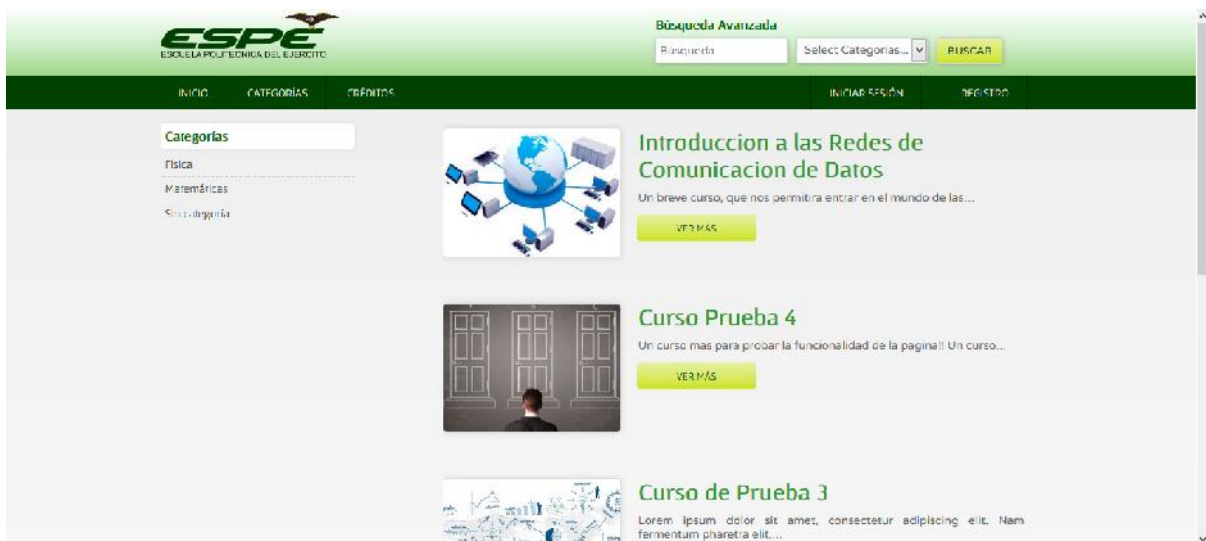 ESPE
ESCUELA POLITECNICA DEL EJERCITO
Búsqueda Avanzada
Búsqueda
Select Categorias...
BUSCAR
INICIO
CATEGORÍAS
CRÉDITOS
INICIAR SESIÓN
REGISTRO
Categorías
Física
Matemáticas
Sin categoría
Introduccion a las Redes de
Comunicacion de Datos
Un breve curso, que nos permitira entrar en el mundo de las...
VER MÁS
Curso Prueba 4
Un curso mas para probar la funcionalidad de la pagina!! Un curso...
VER MÁS
Curso de Prueba 3
Lorem ipsum dolor sit amet, consectetur adipiscing elit. Nam
fermentum pharetra elit....